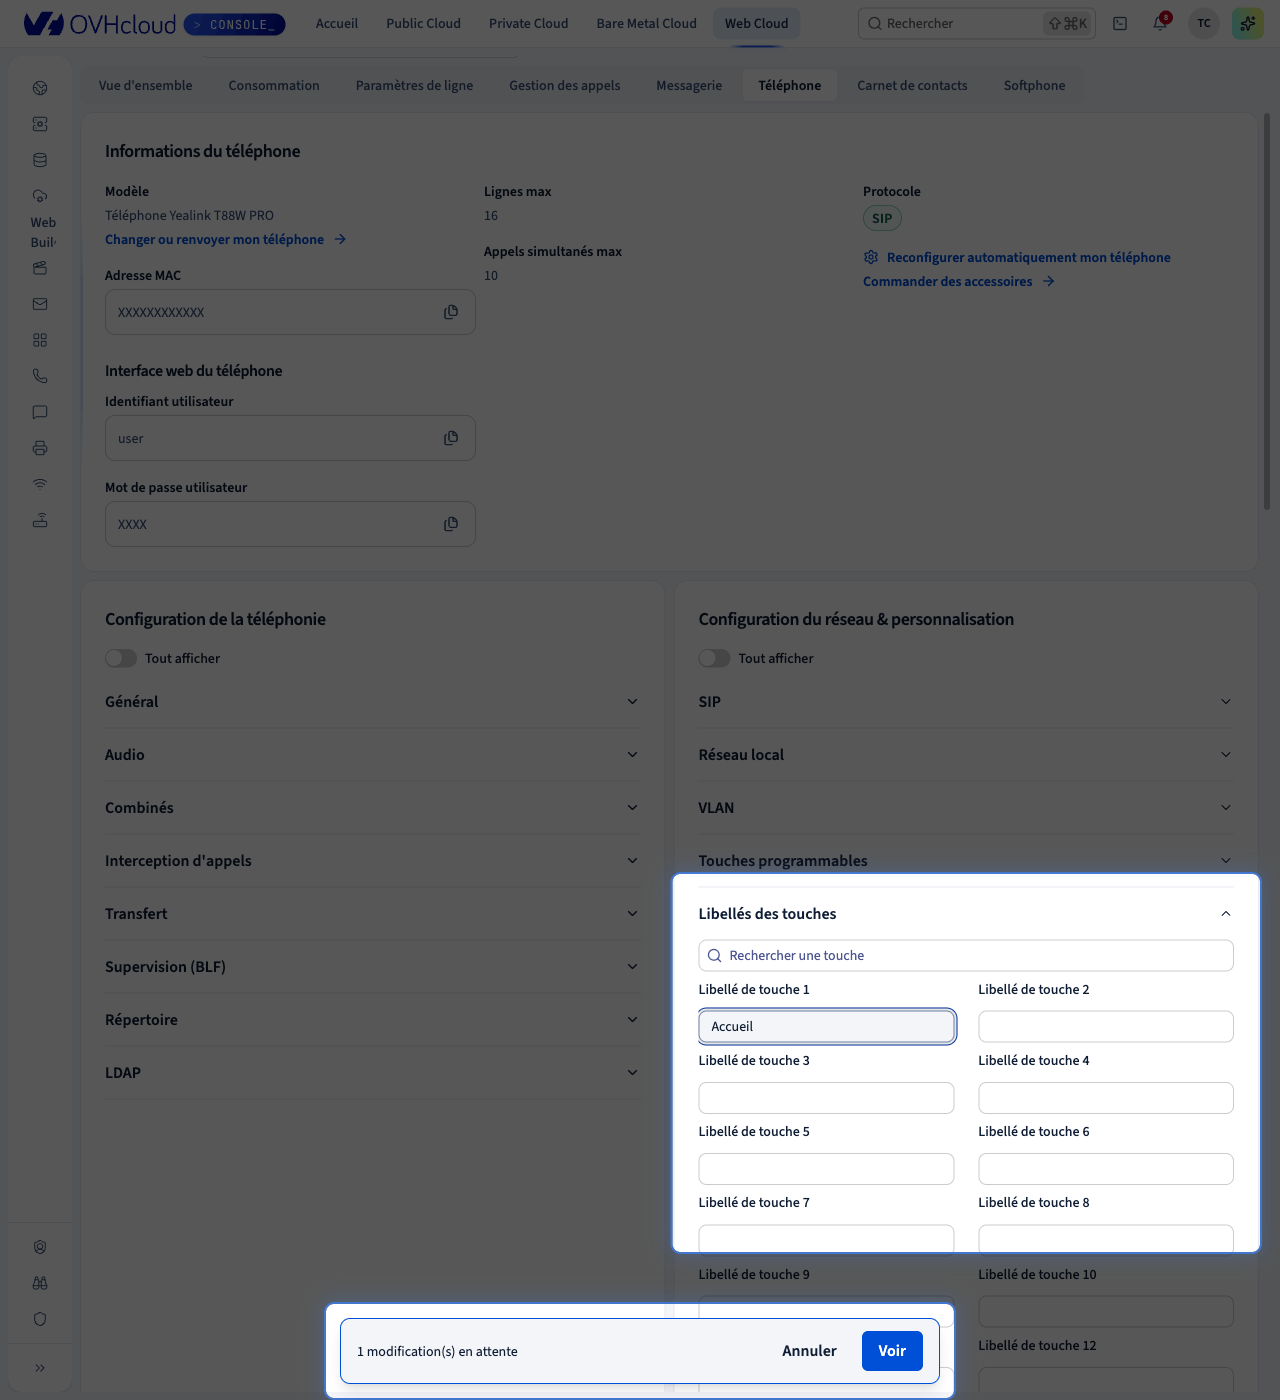 OVHcloud
> CONSOLE_
Accueil
Public Cloud
Private Cloud
Bare Metal Cloud
Web Cloud
Rechercher
⇧⌘K
8
TC
Vue d'ensemble
Consommation
Paramètres de ligne
Gestion des appels
Messagerie
Téléphone
Carnet de contacts
Softphone
Web
Buil
Informations du téléphone
Modèle
Téléphone Yealink T88W PRO
Changer ou renvoyer mon téléphone
Adresse MAC
XXXXXXXXXXXX
Lignes max
16
Appels simultanés max
10
Protocole
SIP
Reconfigurer automatiquement mon téléphone
Commander des accessoires
Interface web du téléphone
Identifiant utilisateur
user
Mot de passe utilisateur
XXXX
Configuration de la téléphonie
Tout afficher
Général
Audio
Combinés
Interception d'appels
Transfert
Supervision (BLF)
Répertoire
LDAP
Configuration du réseau & personnalisation
Tout afficher
SIP
Réseau local
VLAN
Touches programmables
Libellés des touches
Rechercher une touche
Libellé de touche 1
Libellé de touche 2
Accueil
Libellé de touche 3
Libellé de touche 4
Libellé de touche 5
Libellé de touche 6
Libellé de touche 7
Libellé de touche 8
Libellé de touche 9
Libellé de touche 10
Libellé de touche 12
1 modification(s) en attente
Annuler
Voir